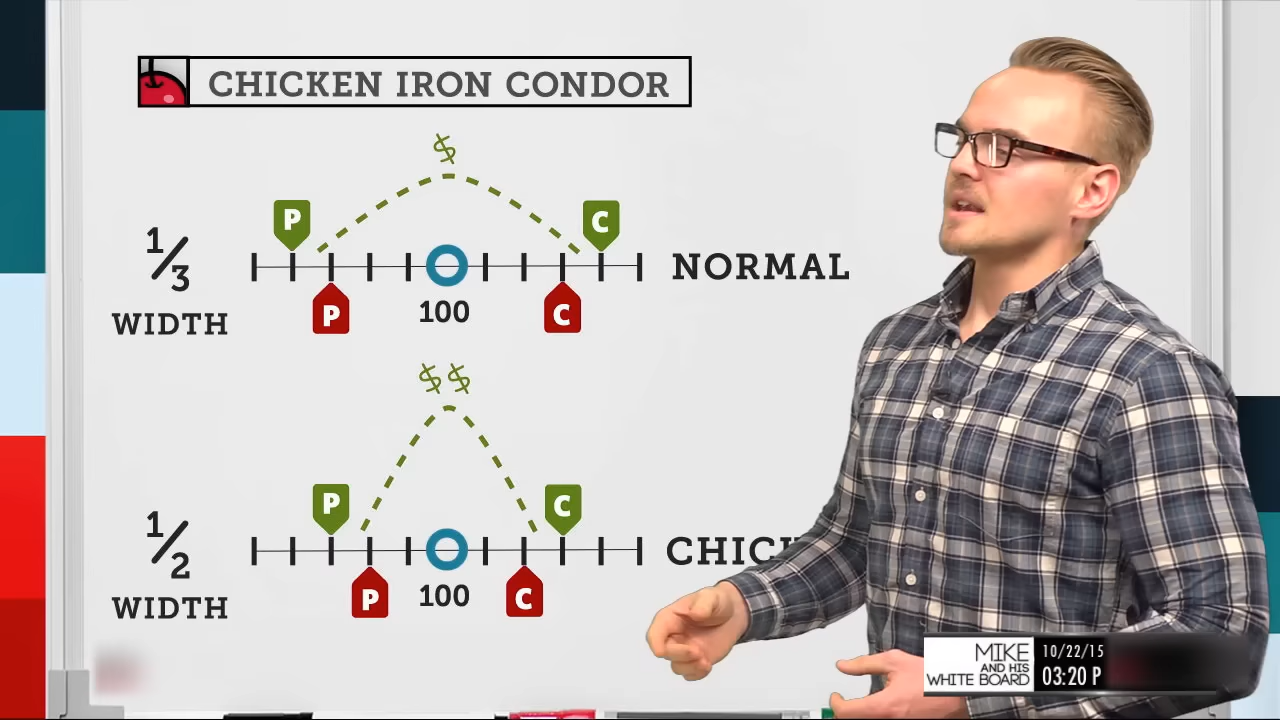 CHICKEN IRON CONDOR
$
P
C
1/3
WIDTH
NORMAL
P
100
C
$$
P
C
1/2
WIDTH
CHIC
P
100
C
MIKE
AND HIS
WHITE BOARD
10/22/15
03:20 P